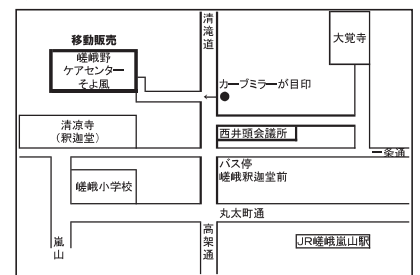 移動販売
嵯峨野
ケアセンター
そよ風
清滝道
大覚寺
カーブミラーが目印
←
清凉寺
(釈迦堂)
西井頭会議所
一条通
バス停
嵯峨釈迦堂前
嵯峨小学校
丸太町通
嵐山
高架通
JR嵯峨嵐山駅